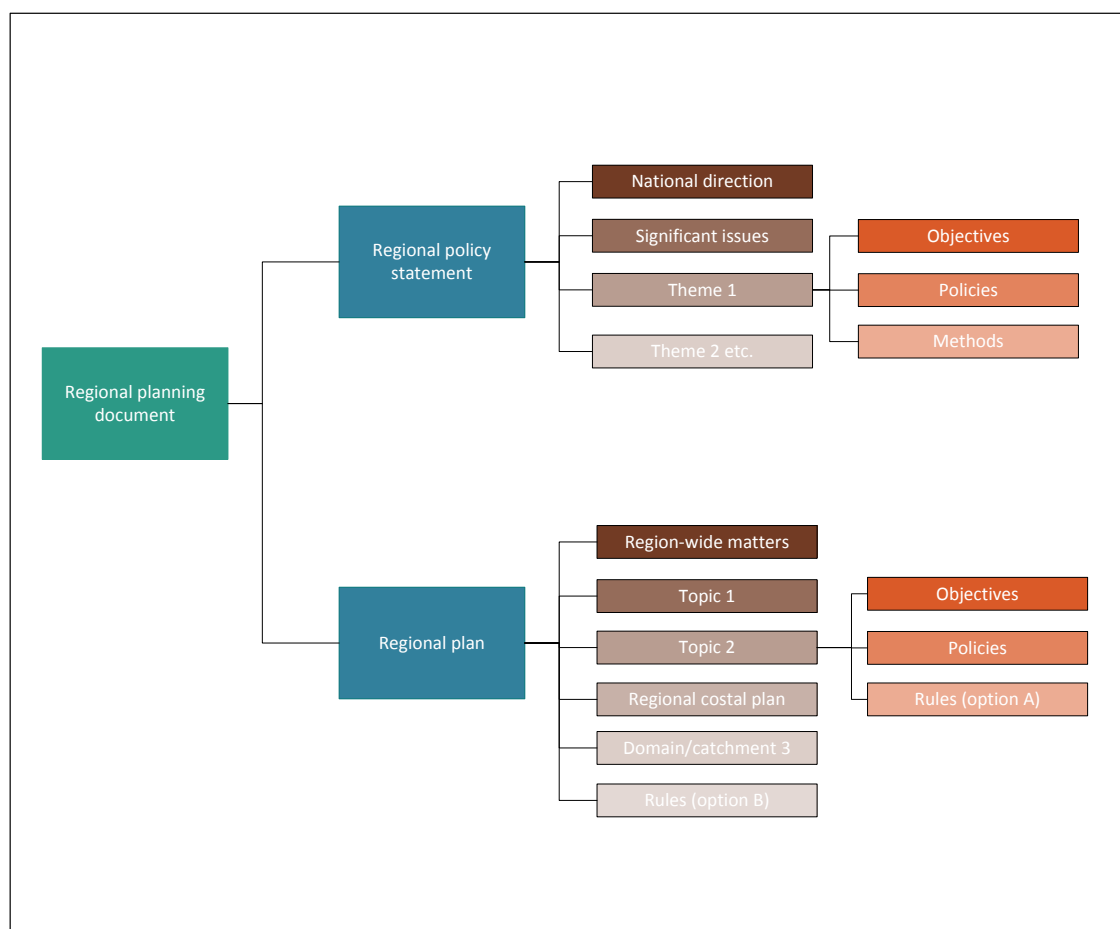 Regional planning
document
Regional policy
statement
National direction
Significant issues
Theme 1
Theme 2 etc.
Objectives
Policies
Methods
Regional plan
Region-wide matters
Topic 1
Topic 2
Regional costal plan
Domain/catchment 3
Rules (option B)
Objectives
Policies
Rules (option A)